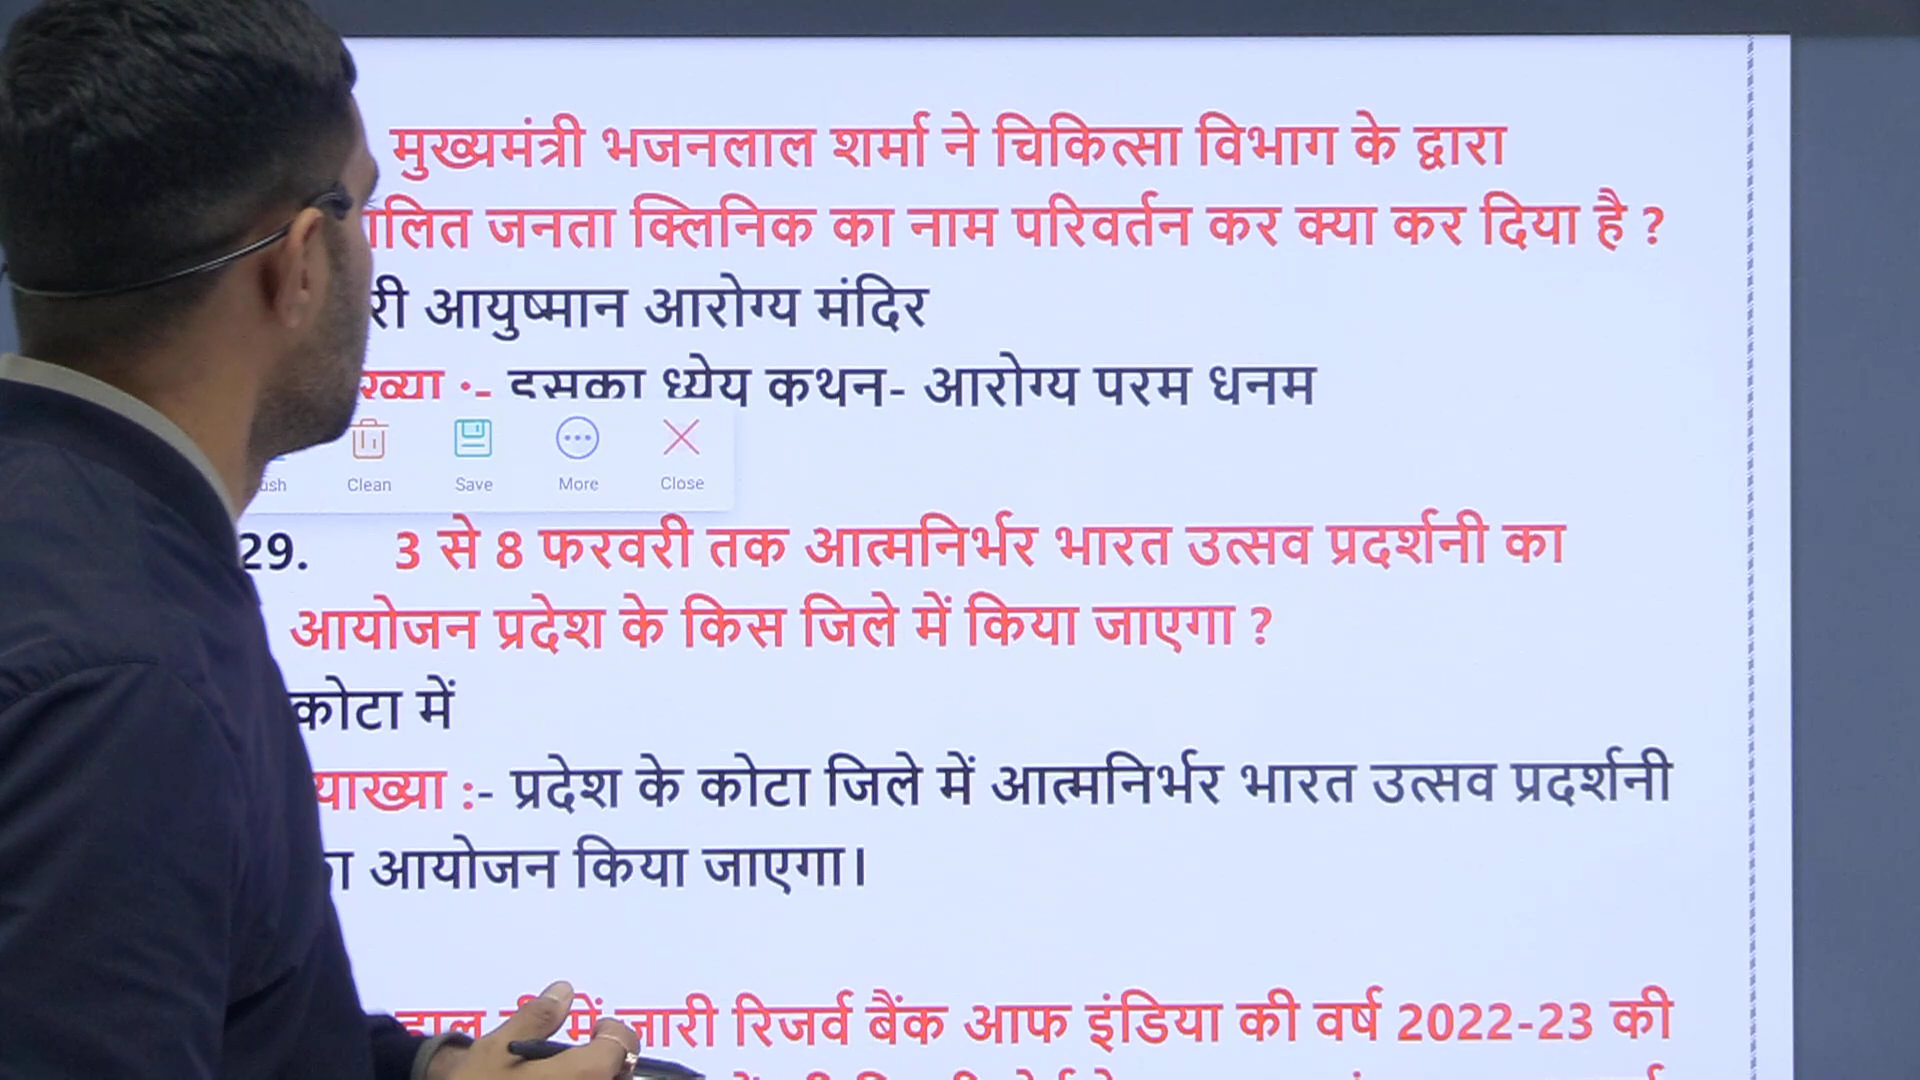 मुख्यमंत्री भजनलाल शर्मा ने चिकित्सा विभाग के द्वारा
जनता क्लिनिक का नाम परिवर्तन कर क्या कर दिया है ?
आयुष्मान आरोग्य मंदिर
:- इसका ध्येय कथन- आरोग्य परम धनम
Clean Save More Close
29. 3 से 8 फरवरी तक आत्मनिर्भर भारत उत्सव प्रदर्शनी का
आयोजन प्रदेश के किस जिले में किया जाएगा ?
कोटा में
:- प्रदेश के कोटा जिले में आत्मनिर्भर भारत उत्सव प्रदर्शनी
आयोजन किया जाएगा।
हाल में जारी रिजर्व बैंक आफ इंडिया की वर्ष 2022-23 की